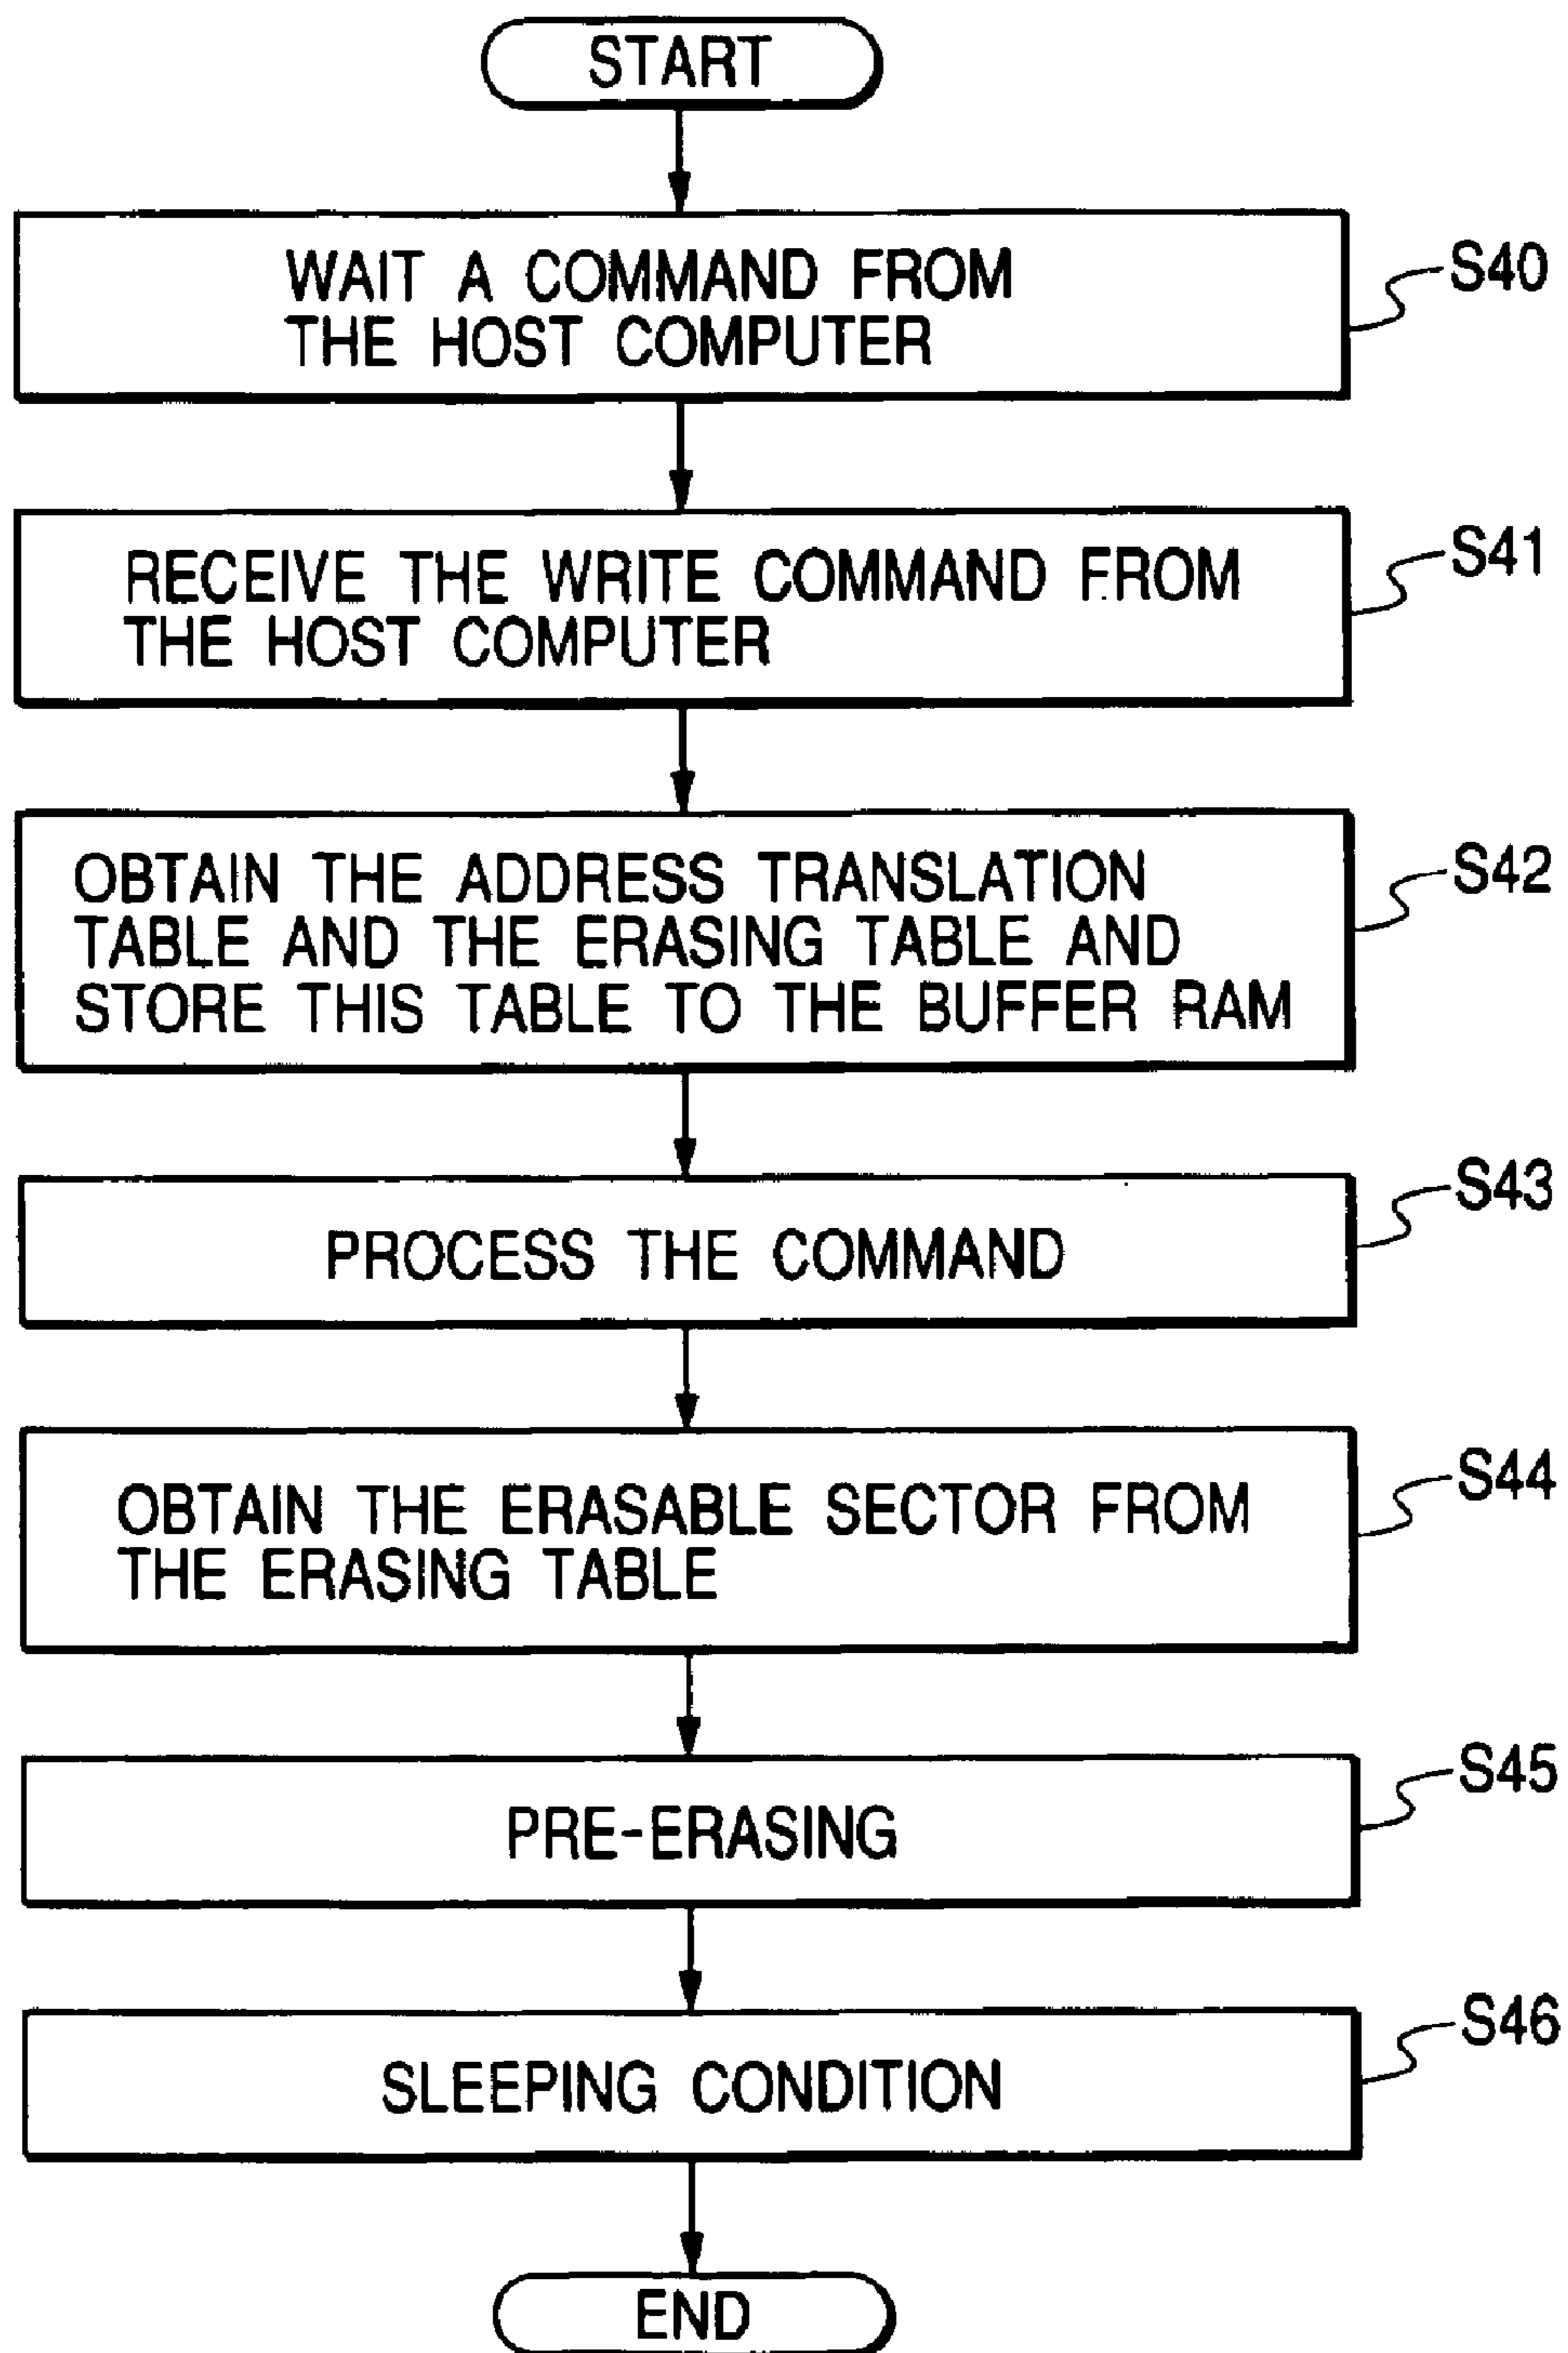 START
WAIT A COMMAND FROM
THE HOST COMPUTER
S40
RECEIVE THE WRITE COMMAND FROM
THE HOST COMPUTER
S41
OBTAIN THE ADDRESS TRANSLATION
TABLE AND THE ERASING TABLE AND
STORE THIS TABLE TO THE BUFFER RAM
S42
PROCESS THE COMMAND
S43
OBTAIN THE ERASABLE SECTOR FROM
THE ERASING TABLE
S44
PRE-ERASING
S45
SLEEPING CONDITION
S46
END